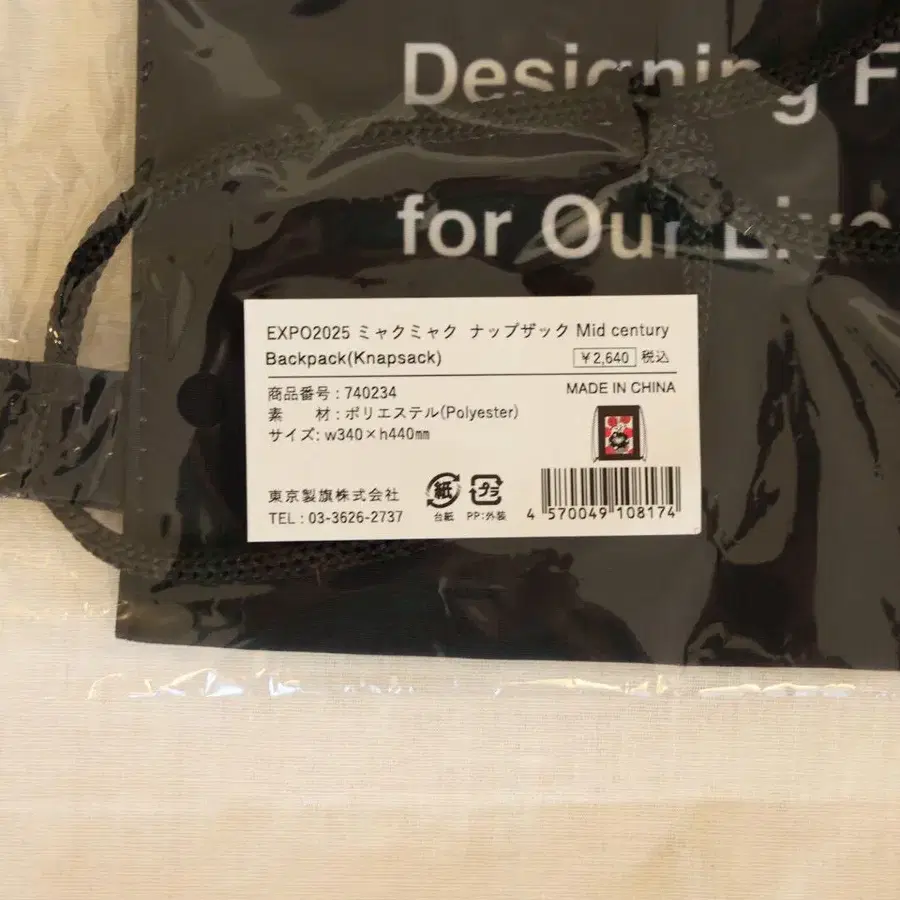 Designing F
for Our Live
EXPO2025 ミャクミャク ナップザック Mid century
Backpack(Knapsack)
￥2,640 税込
商品番号 : 740234
MADE IN CHINA
素　材 : ポリエステル(Polyester)
サイズ: w340×h440㎜
東京製旗株式会社
TEL : 03-3626-2737
紙
台紙
プラ
PP:外装
4 570049 108174